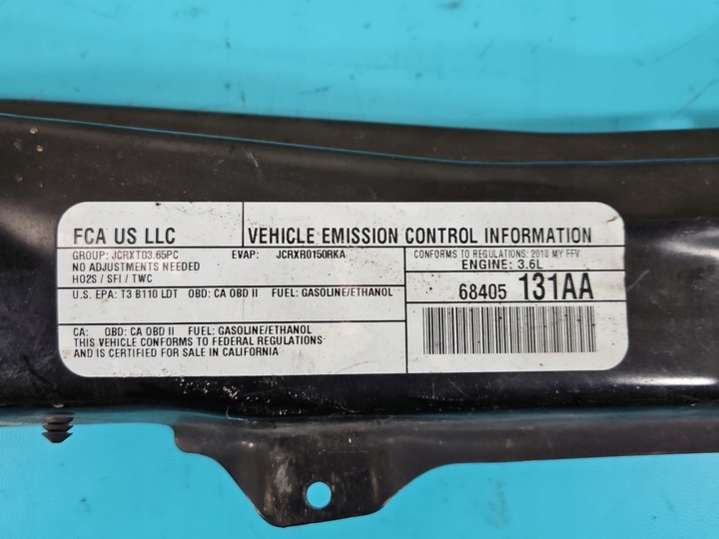 FCA US LLC VEHICLE EMISSION CONTROL INFORMATION
GROUP: JCRXT03.65PC EVAP: JCRXR0150RKA CONFORMS TO REGULATIONS: 2018 MY FFV
NO ADJUSTMENTS NEEDED ENGINE: 3.6L
HO2S / SFI / TWC
U.S. EPA: T3 B110 LDT OBD: CA OBD II FUEL: GASOLINE/ETHANOL 68405 131AA
CA: OBD: CA OBD II FUEL: GASOLINE/ETHANOL
THIS VEHICLE CONFORMS TO FEDERAL REGULATIONS
AND IS CERTIFIED FOR SALE IN CALIFORNIA